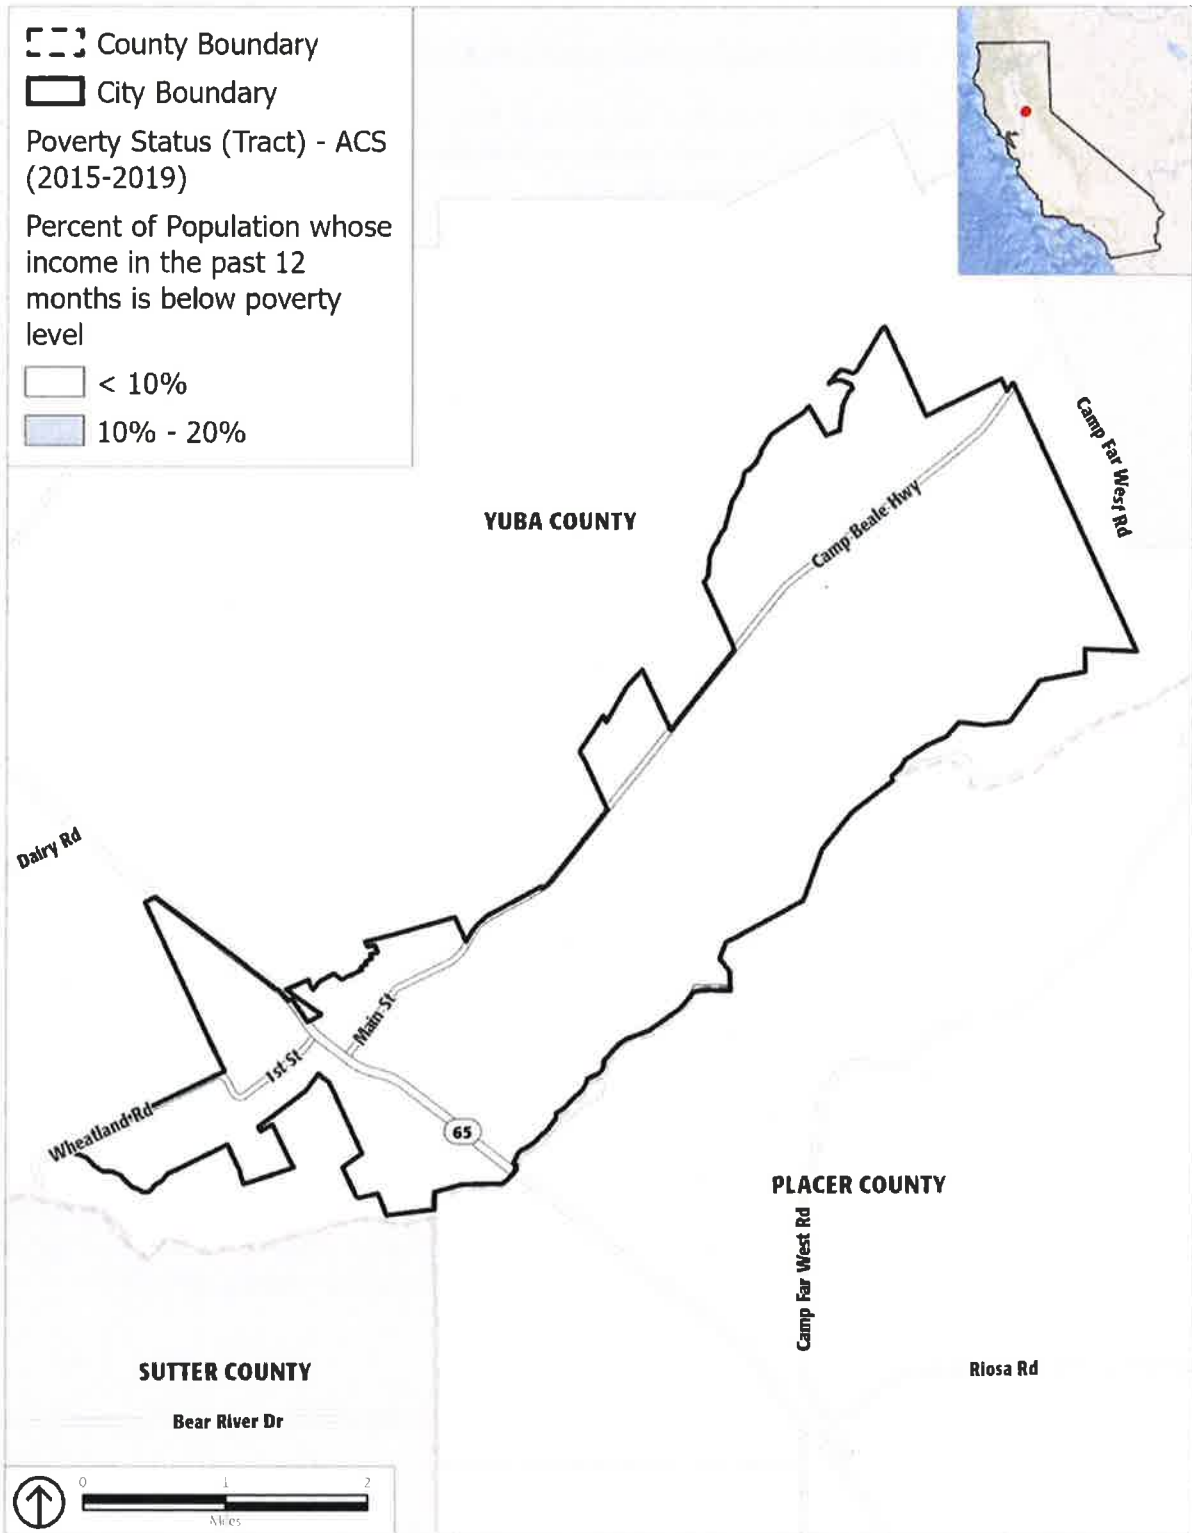 County Boundary
City Boundary
Poverty Status (Tract) - ACS
(2015-2019)
Percent of Population whose
income in the past 12
months is below poverty
level
< 10%
10% - 20%
YUBA COUNTY
Camp Beale Hwy
Camp Far West Rd
Dairy Rd
Main St
1st St
Wheatland Rd
65
PLACER COUNTY
Camp Far West Rd
SUTTER COUNTY
Riosa Rd
Bear River Dr
0 1 2
Miles